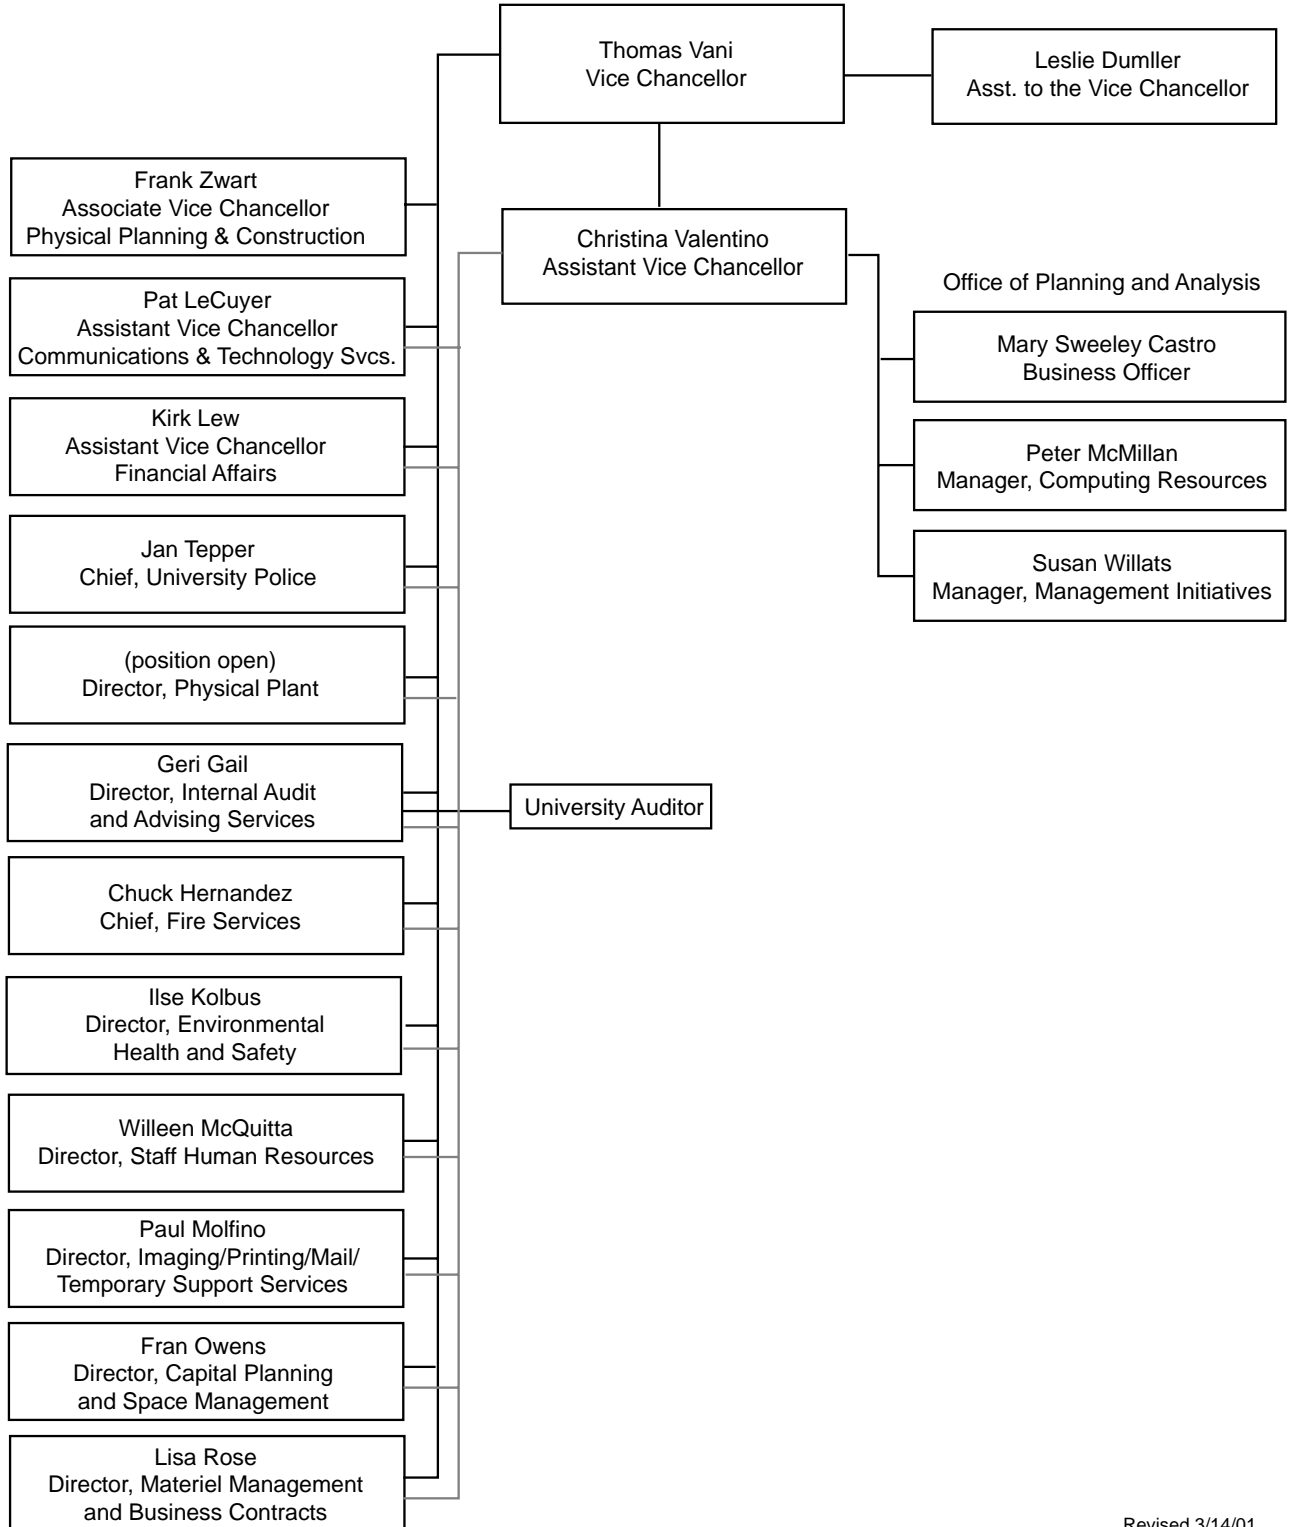 Thomas Vani
Vice Chancellor
Leslie Dumller
Asst. to the Vice Chancellor
Frank Zwart
Associate Vice Chancellor
Physical Planning & Construction
Christina Valentino
Assistant Vice Chancellor
Pat LeCuyer
Assistant Vice Chancellor
Communications & Technology Svcs.
Office of Planning and Analysis
Mary Sweeley Castro
Business Officer
Kirk Lew
Assistant Vice Chancellor
Financial Affairs
Peter McMillan
Manager, Computing Resources
Jan Tepper
Chief, University Police
Susan Willats
Manager, Management Initiatives
(position open)
Director, Physical Plant
Geri Gail
Director, Internal Audit
and Advising Services
University Auditor
Chuck Hernandez
Chief, Fire Services
Ilse Kolbus
Director, Environmental
Health and Safety
Willeen McQuitta
Director, Staff Human Resources
Paul Molfino
Director, Imaging/Printing/Mail/
Temporary Support Services
Fran Owens
Director, Capital Planning
and Space Management
Lisa Rose
Director, Materiel Management
and Business Contracts
Revised 3/14/01